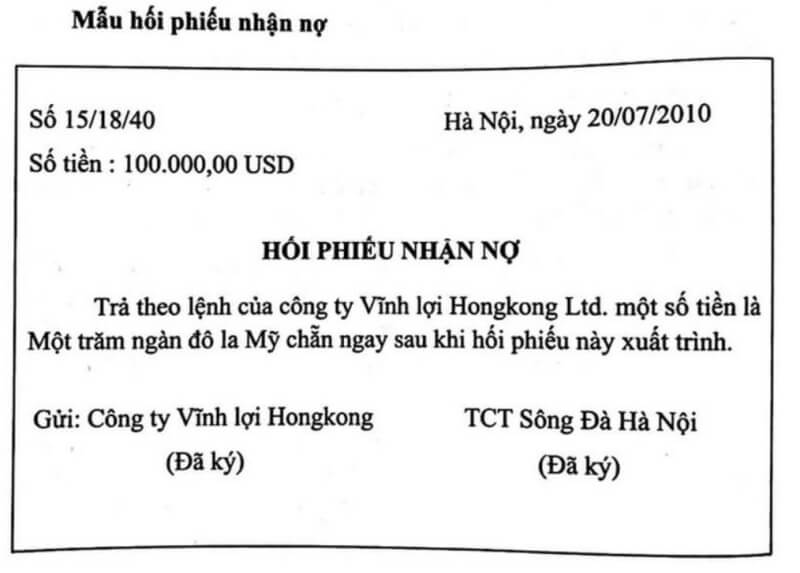 Mẫu hối phiếu nhận nợ
Số 15/18/40
Hà Nội, ngày 20/07/2010
Số tiền : 100.000,00 USD
HỐI PHIẾU NHẬN NỢ
Trả theo lệnh của công ty Vĩnh lợi Hongkong Ltd. một số tiền là
Một trăm ngàn đô la Mỹ chẵn ngay sau khi hối phiếu này xuất trình.
Gửi: Công ty Vĩnh lợi Hongkong
TCT Sông Đà Hà Nội
(Đã ký)
(Đã ký)